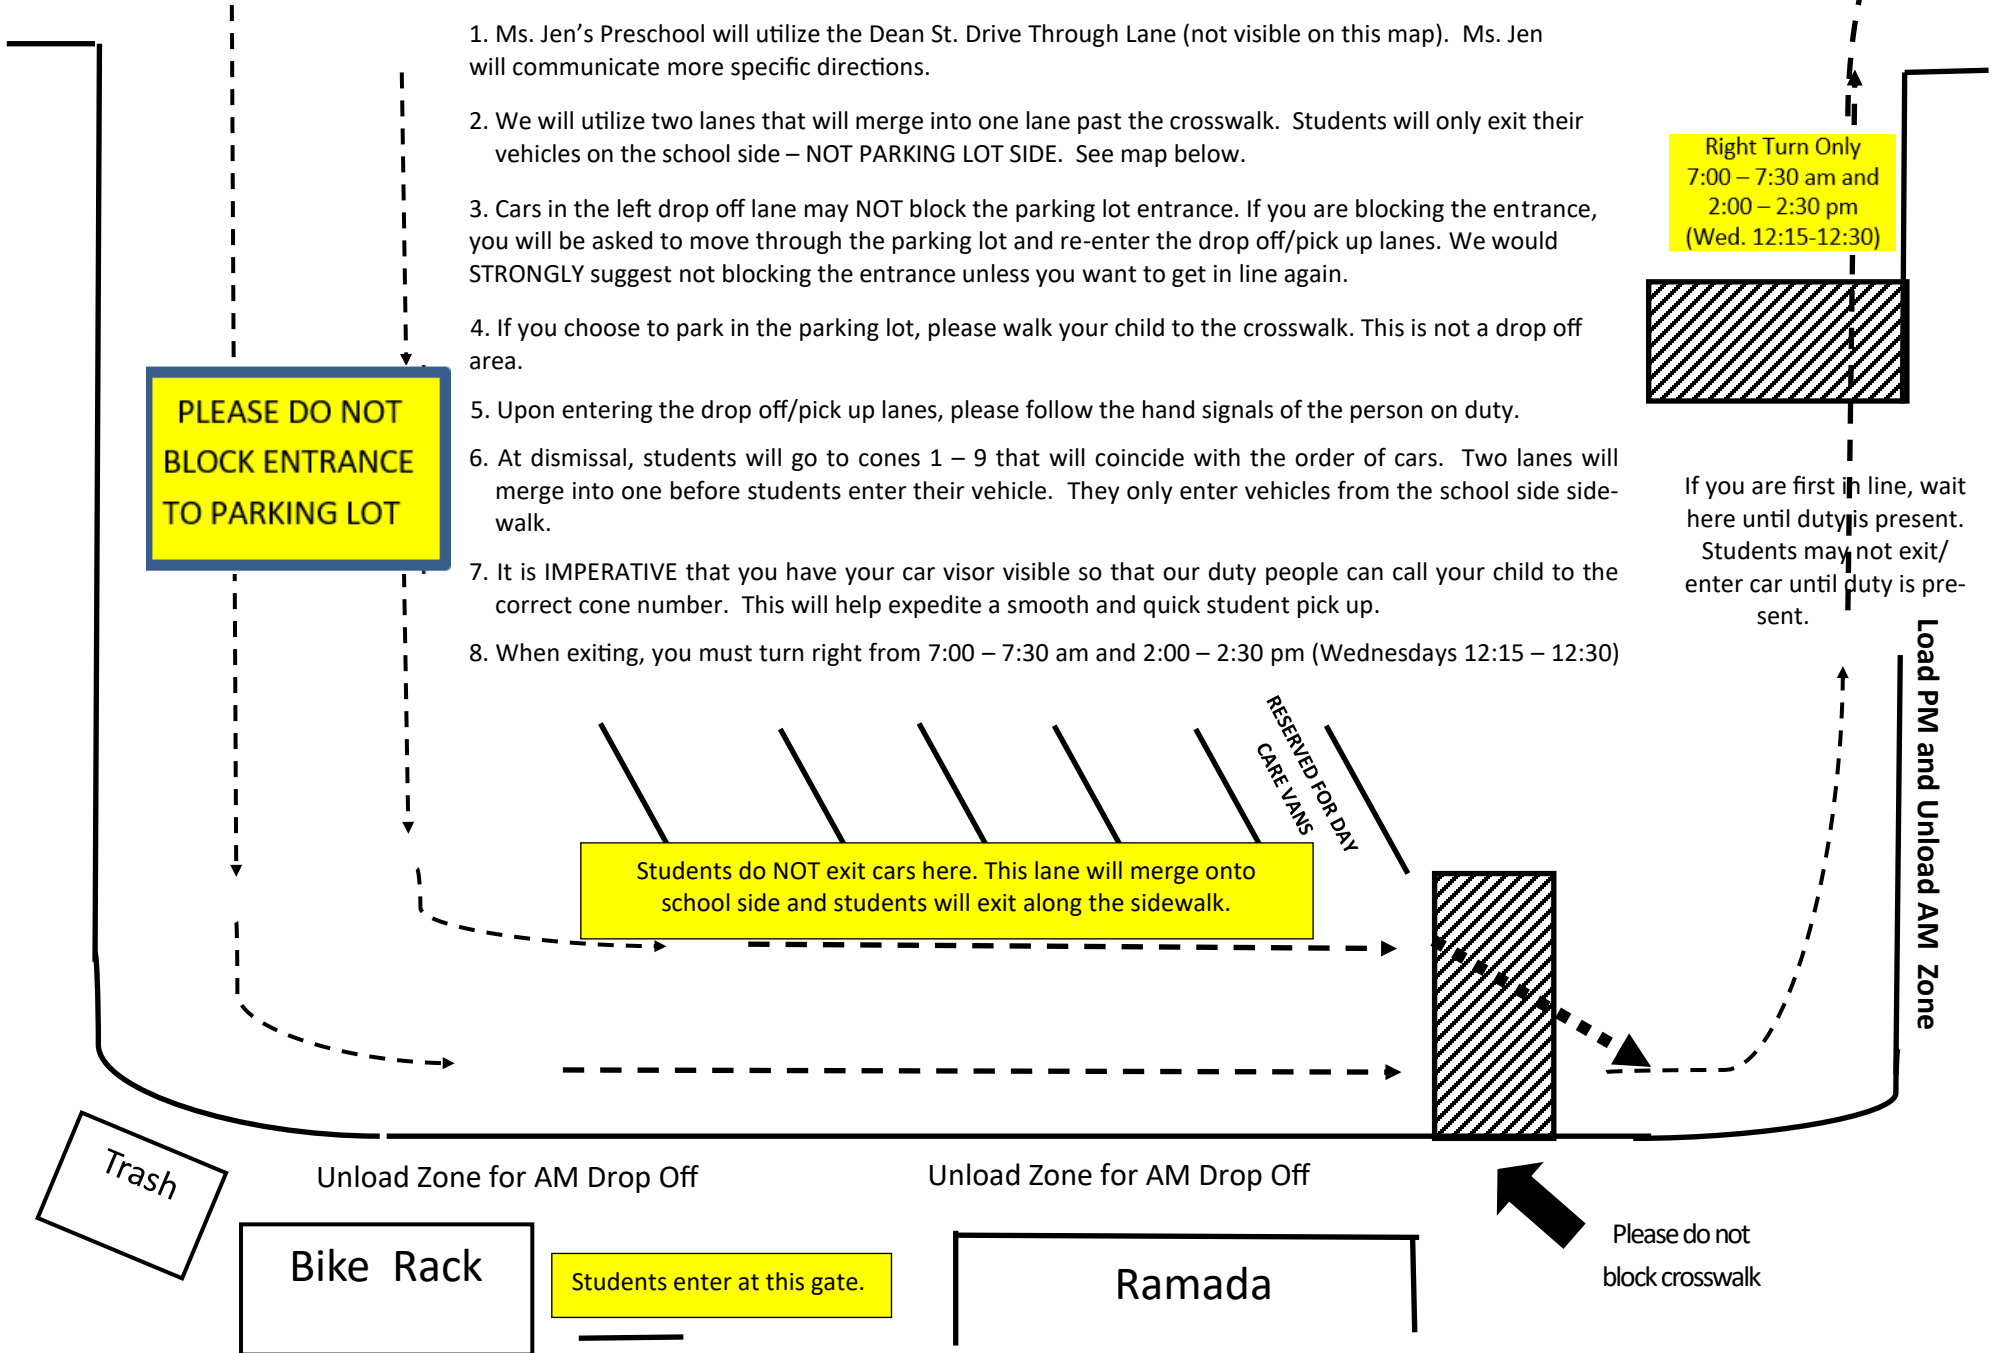 1. Ms. Jen’s Preschool will utilize the Dean St. Drive Through Lane (not visible on this map).  Ms. Jen
will communicate more specific directions.
2. We will utilize two lanes that will merge into one lane past the crosswalk.  Students will only exit their
vehicles on the school side – NOT PARKING LOT SIDE.  See map below.
3. Cars in the left drop off lane may NOT block the parking lot entrance. If you are blocking the entrance,
you will be asked to move through the parking lot and re-enter the drop off/pick up lanes. We would
STRONGLY suggest not blocking the entrance unless you want to get in line again.
4. If you choose to park in the parking lot, please walk your child to the crosswalk. This is not a drop off
area.
5. Upon entering the drop off/pick up lanes, please follow the hand signals of the person on duty.
6. At dismissal, students will go to cones 1 – 9 that will coincide with the order of cars.  Two lanes will
merge into one before students enter their vehicle.  They only enter vehicles from the school side side-
walk.
7. It is IMPERATIVE that you have your car visor visible so that our duty people can call your child to the
correct cone number.  This will help expedite a smooth and quick student pick up.
8. When exiting, you must turn right from 7:00 – 7:30 am and 2:00 – 2:30 pm (Wednesdays 12:15 – 12:30)
PLEASE DO NOT
BLOCK ENTRANCE
TO PARKING LOT
Right Turn Only
7:00 – 7:30 am and
2:00 – 2:30 pm
(Wed. 12:15-12:30)
If you are first in line, wait
here until duty is present.
Students may not exit/
enter car until duty is pre-
sent.
Load PM and Unload AM  Zone
RESERVED FOR DAY
CARE VANS
Students do NOT exit cars here. This lane will merge onto
school side and students will exit along the sidewalk.
Trash
Unload Zone for AM Drop Off
Unload Zone for AM Drop Off
Bike  Rack
Students enter at this gate.
Ramada
Please do not
block crosswalk